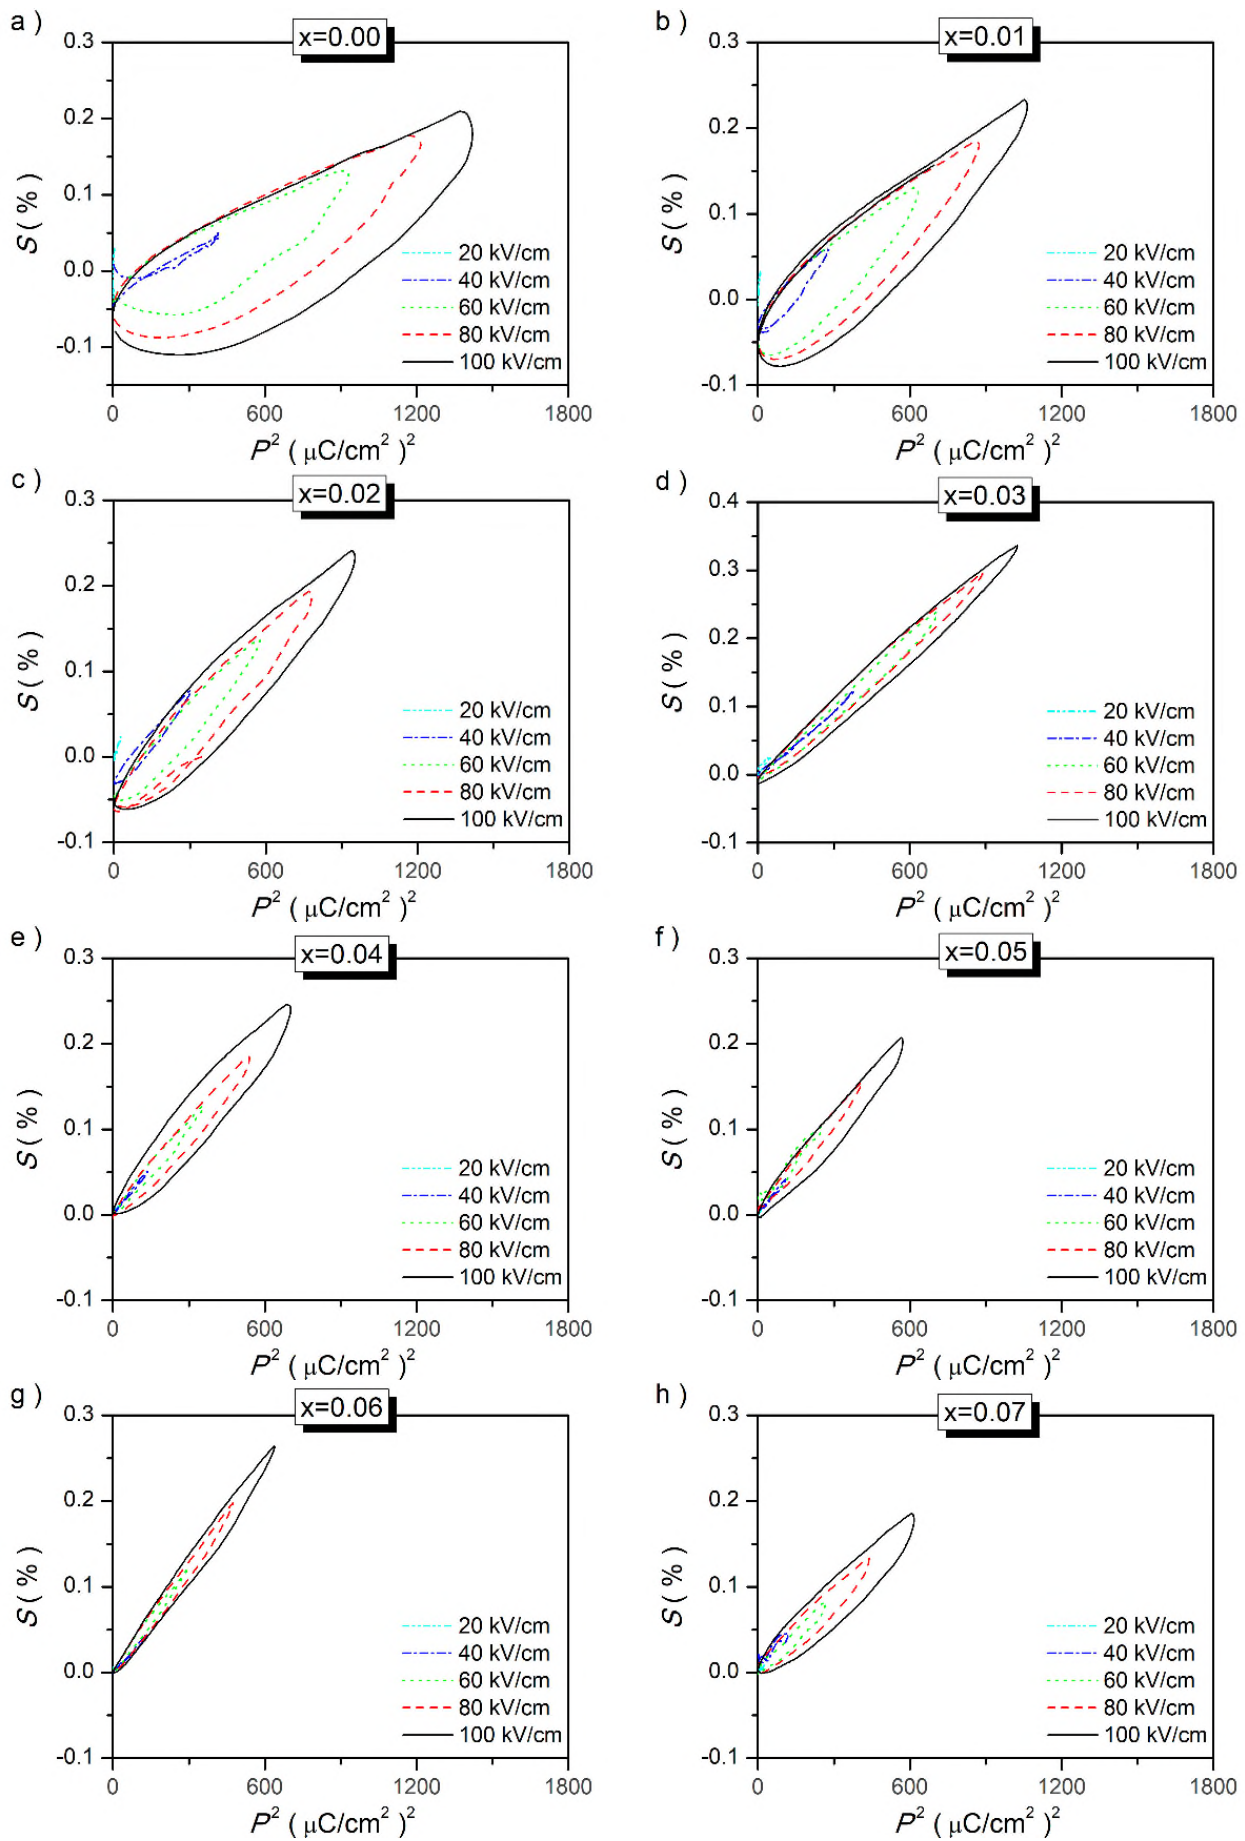 a )
x=0.00
0.3
0.2
0.1
0.0
-0.1
S ( % )
20 kV/cm
40 kV/cm
60 kV/cm
80 kV/cm
100 kV/cm
0 600 1200 1800
P² ( μC/cm² )²
b )
x=0.01
0.3
0.2
0.1
0.0
-0.1
S ( % )
20 kV/cm
40 kV/cm
60 kV/cm
80 kV/cm
100 kV/cm
0 600 1200 1800
P² ( μC/cm² )²
c )
x=0.02
0.3
0.2
0.1
0.0
-0.1
S ( % )
20 kV/cm
40 kV/cm
60 kV/cm
80 kV/cm
100 kV/cm
0 600 1200 1800
P² ( μC/cm² )²
d )
x=0.03
0.4
0.3
0.2
0.1
0.0
-0.1
S ( % )
20 kV/cm
40 kV/cm
60 kV/cm
80 kV/cm
100 kV/cm
0 600 1200 1800
P² ( μC/cm² )²
e )
x=0.04
0.3
0.2
0.1
0.0
-0.1
S ( % )
20 kV/cm
40 kV/cm
60 kV/cm
80 kV/cm
100 kV/cm
0 600 1200 1800
P² ( μC/cm² )²
f )
x=0.05
0.3
0.2
0.1
0.0
-0.1
S ( % )
20 kV/cm
40 kV/cm
60 kV/cm
80 kV/cm
100 kV/cm
0 600 1200 1800
P² ( μC/cm² )²
g )
x=0.06
0.3
0.2
0.1
0.0
-0.1
S ( % )
20 kV/cm
40 kV/cm
60 kV/cm
80 kV/cm
100 kV/cm
0 600 1200 1800
P² ( μC/cm² )²
h )
x=0.07
0.3
0.2
0.1
0.0
-0.1
S ( % )
20 kV/cm
40 kV/cm
60 kV/cm
80 kV/cm
100 kV/cm
0 600 1200 1800
P² ( μC/cm² )²